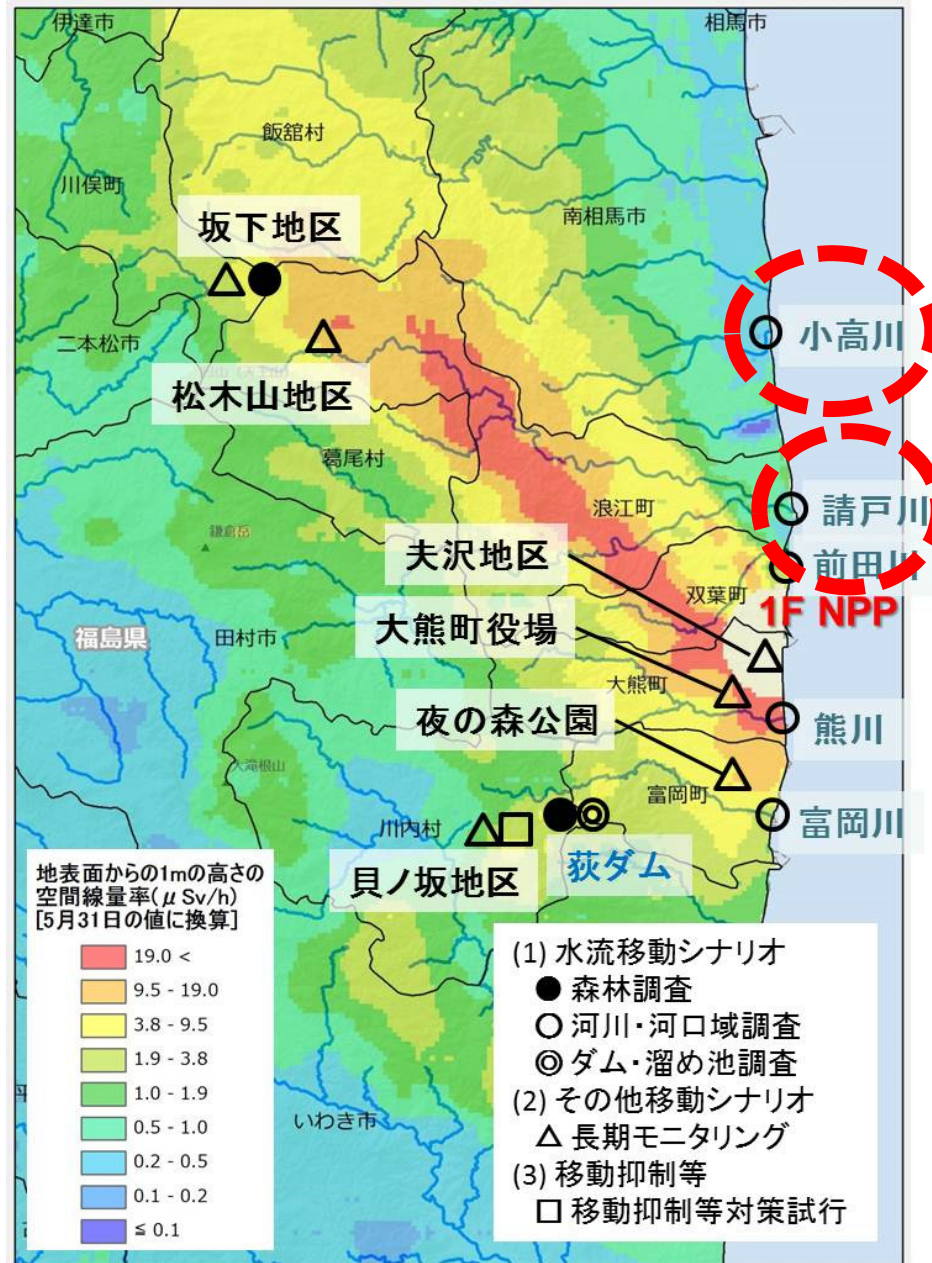 伊達市
相馬市
飯舘村
川俣町
南相馬市
坂下地区
小高川
二本松市
松木山地区
葛尾村
浪江町
請戸川
鎌倉岳
夫沢地区
前田川
双葉町
1F NPP
大熊町役場
福島県
田村市
大熊町
夜の森公園
熊川
大滝根山
富岡町
川内村
富岡川
荻ダム
貝ノ坂地区
地表面からの1mの高さの
空間線量率(μSv/h)
[5月31日の値に換算]
19.0 <
9.5 - 19.0
3.8 - 9.5
1.9 - 3.8
1.0 - 1.9
0.5 - 1.0
0.2 - 0.5
0.1 - 0.2
≦ 0.1
いわき市
(1) 水流移動シナリオ
● 森林調査
○ 河川・河口域調査
◎ ダム・溜め池調査
(2) その他移動シナリオ
△ 長期モニタリング
(3) 移動抑制等
□ 移動抑制等対策試行